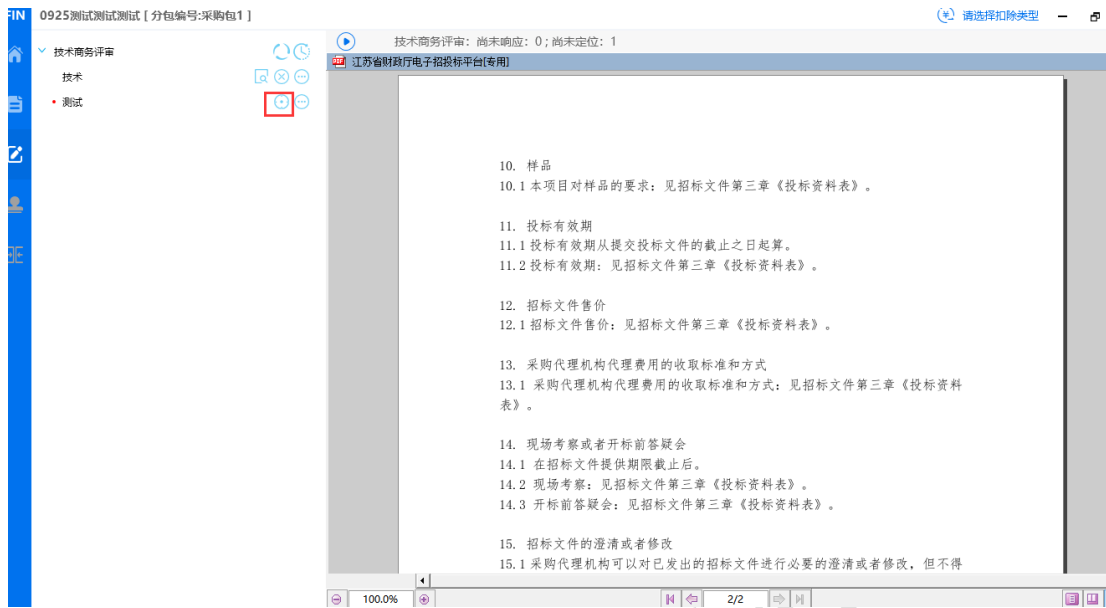 FIN 0925测试测试测试 [ 分包编号:采购包1 ] 请选择扣除类型
技术商务评审
技术
测试
技术商务评审：尚未响应：0 ; 尚未定位：1
PDF 江苏省财政厅电子招投标平台[专用]
10. 样品
10.1 本项目对样品的要求：见招标文件第三章《投标资料表》。
11. 投标有效期
11.1 投标有效期从提交投标文件的截止之日起算。
11.2 投标有效期：见招标文件第三章《投标资料表》。
12. 招标文件售价
12.1 招标文件售价：见招标文件第三章《投标资料表》。
13. 采购代理机构代理费用的收取标准和方式
13.1 采购代理机构代理费用的收取标准和方式：见招标文件第三章《投标资料
表》。
14. 现场考察或者开标前答疑会
14.1 在招标文件提供期限截止后。
14.2 现场考察：见招标文件第三章《投标资料表》。
14.3 开标前答疑会：见招标文件第三章《投标资料表》。
15. 招标文件的澄清或者修改
15.1 采购代理机构可以对已发出的招标文件进行必要的澄清或者修改，但不得
100.0% 2/2